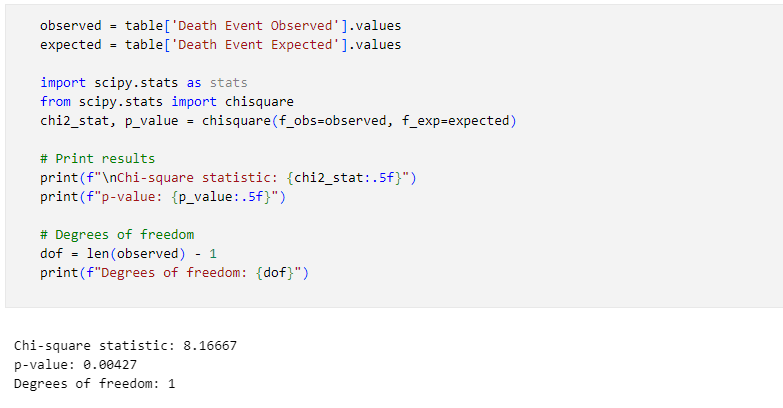 observed = table['Death Event Observed'].values
expected = table['Death Event Expected'].values
import scipy.stats as stats
from scipy.stats import chisquare
chi2_stat, p_value = chisquare(f_obs=observed, f_exp=expected)
# Print results
print(f"\nChi-square statistic: {chi2_stat:.5f}")
print(f"p-value: {p_value:.5f}")
# Degrees of freedom
dof = len(observed) - 1
print(f"Degrees of freedom: {dof}")
Chi-square statistic: 8.16667
p-value: 0.00427
Degrees of freedom: 1